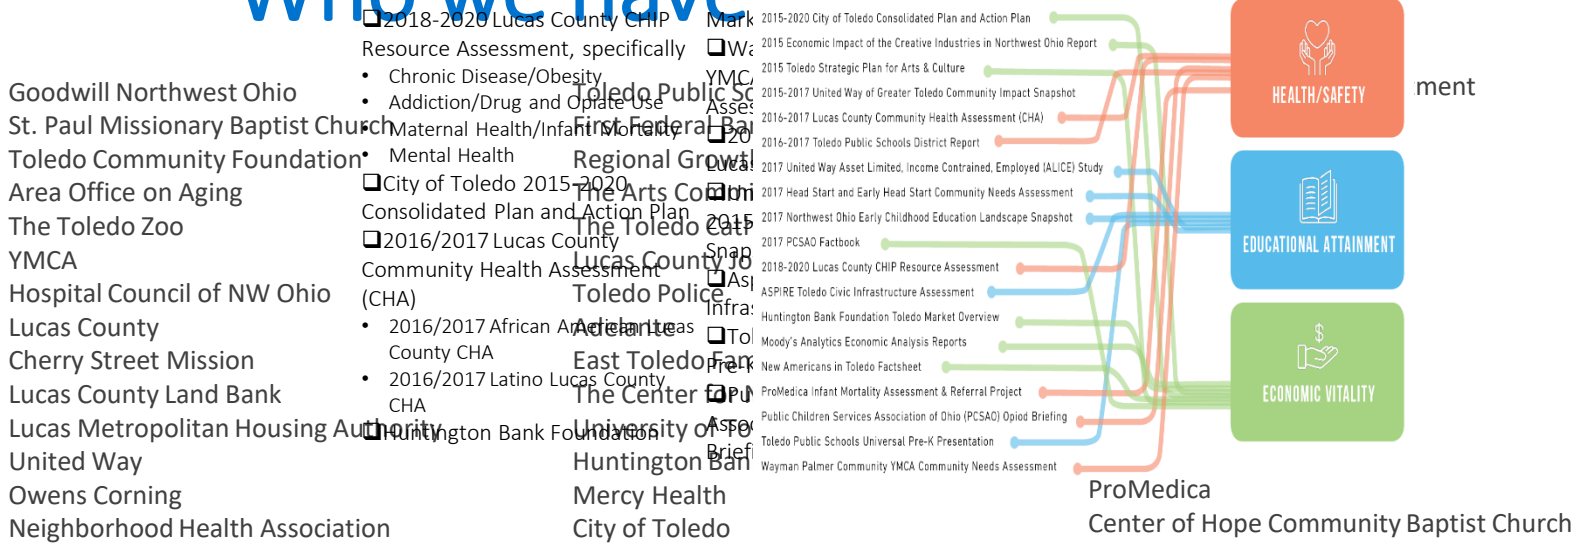 Who we have
Goodwill Northwest Ohio
St. Paul Missionary Baptist Church
Toledo Community Foundation
Area Office on Aging
The Toledo Zoo
YMCA
Hospital Council of NW Ohio
Lucas County
Cherry Street Mission
Lucas County Land Bank
Lucas Metropolitan Housing Authority
United Way
Owens Corning
Neighborhood Health Association
❑2018-2020 Lucas County CHIP
Resource Assessment, specifically
• Chronic Disease/Obesity
• Addiction/Drug and Opiate Use
• Maternal Health/Infant Mortality
• Mental Health
❑City of Toledo 2015-2020
Consolidated Plan and Action Plan
❑2016/2017 Lucas County
Community Health Assessment
(CHA)
• 2016/2017 African American Lucas
County CHA
• 2016/2017 Latino Lucas County
CHA
❑Huntington Bank Foundation
Toledo Public
First Federal
Regional
The Arts
The Toledo
Lucas County
Toledo Police
Adelante
East Toledo
The Center for
University of
Huntington
Mercy Health
City of Toledo
YMCA
Lucas
2015
2015-2020 City of Toledo Consolidated Plan and Action Plan
2015 Economic Impact of the Creative Industries in Northwest Ohio Report
2015 Toledo Strategic Plan for Arts & Culture
2015-2017 United Way of Greater Toledo Community Impact Snapshot
2016-2017 Lucas County Community Health Assessment (CHA)
2016-2017 Toledo Public Schools District Report
2017 United Way Asset Limited, Income Contrained, Employed (ALICE) Study
2017 Head Start and Early Head Start Community Needs Assessment
2017 Northwest Ohio Early Childhood Education Landscape Snapshot
2017 PCSAO Factbook
2018-2020 Lucas County CHIP Resource Assessment
ASPIRE Toledo Civic Infrastructure Assessment
Huntington Bank Foundation Toledo Market Overview
Moody's Analytics Economic Analysis Reports
New Americans in Toledo Factsheet
ProMedica Infant Mortality Assessment & Referral Project
Public Children Services Association of Ohio (PCSAO) Opiod Briefing
Toledo Public Schools Universal Pre-K Presentation
Wayman Palmer Community YMCA Community Needs Assessment
HEALTH/SAFETY
EDUCATIONAL ATTAINMENT
$
ECONOMIC VITALITY
ment
ProMedica
Center of Hope Community Baptist Church